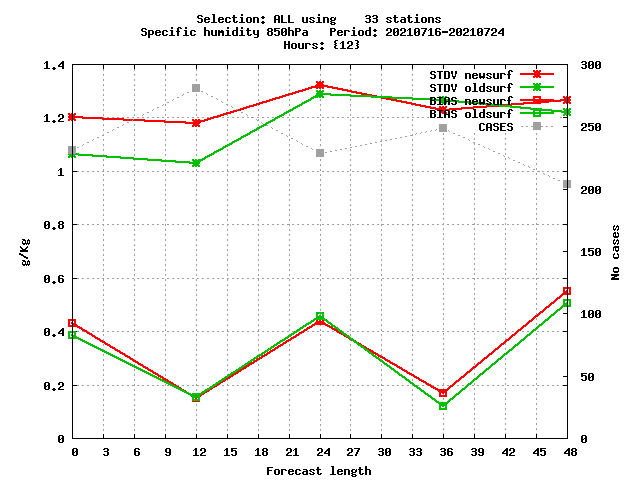 Selection: ALL using    33 stations
Specific humidity 850hPa   Period: 20210716-20210724
Hours: {12}
STDV newsurf
STDV oldsurf
BIAS newsurf
BIAS oldsurf
CASES
g/Kg
1.4
1.2
1
0.8
0.6
0.4
0.2
0
No cases
300
250
200
150
100
50
0
0 3 6 9 12 15 18 21 24 27 30 33 36 39 42 45 48
Forecast length